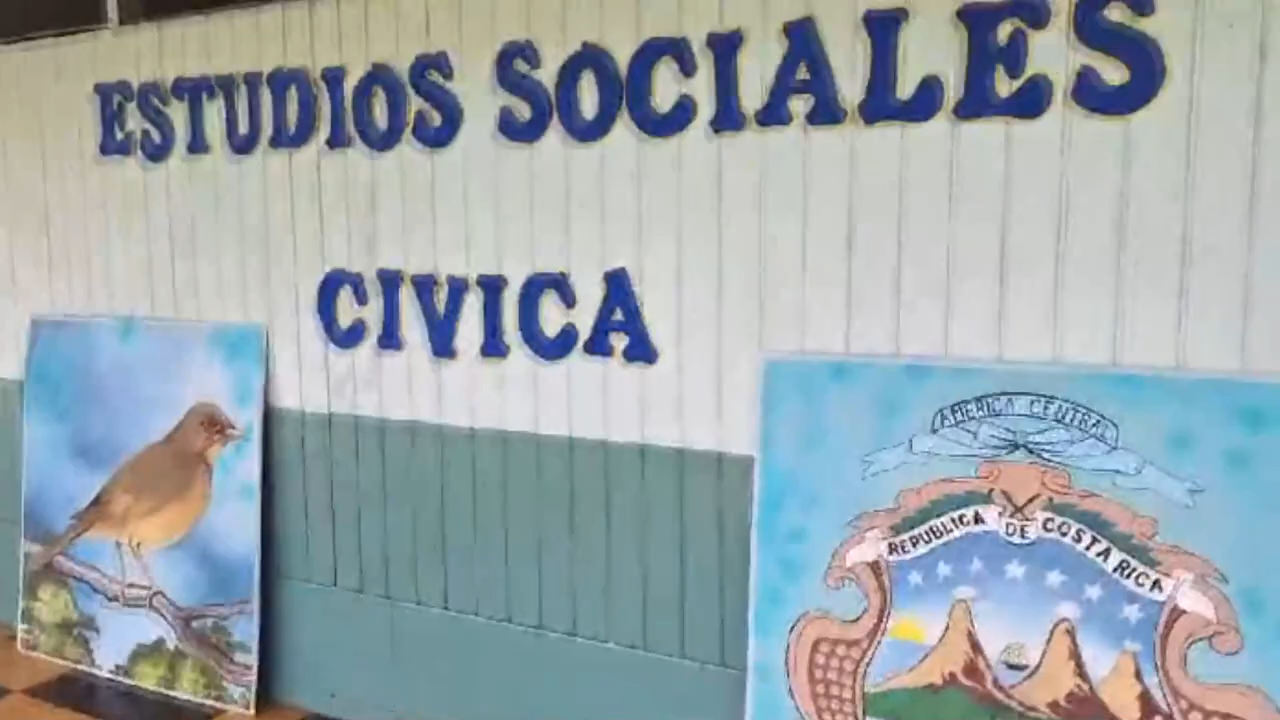 ESTUDIOS SOCIALES
CIVICA
AMERICA CENTRAL
REPUBLICA DE COSTA RICA